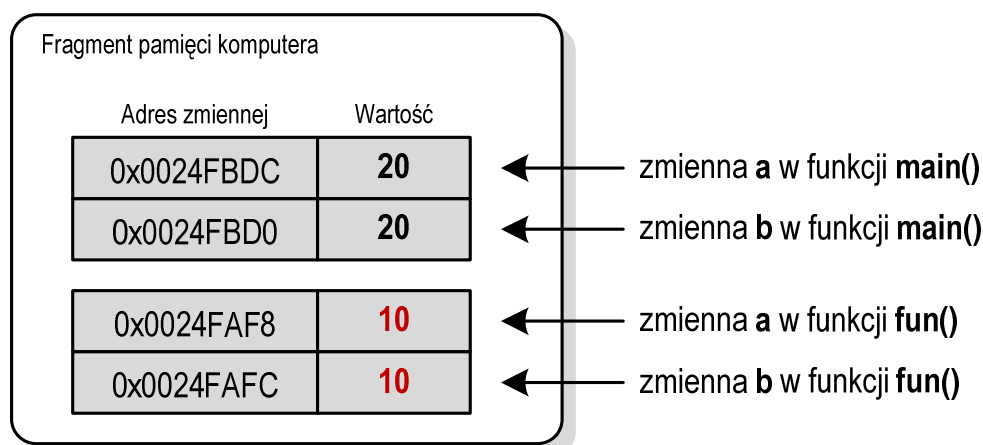 Fragment pamięci komputera
Adres zmiennej Wartość
0x0024FBDC 20 zmienna a w funkcji main()
0x0024FBD0 20 zmienna b w funkcji main()
0x0024FAF8 10 zmienna a w funkcji fun()
0x0024FAFC 10 zmienna b w funkcji fun()